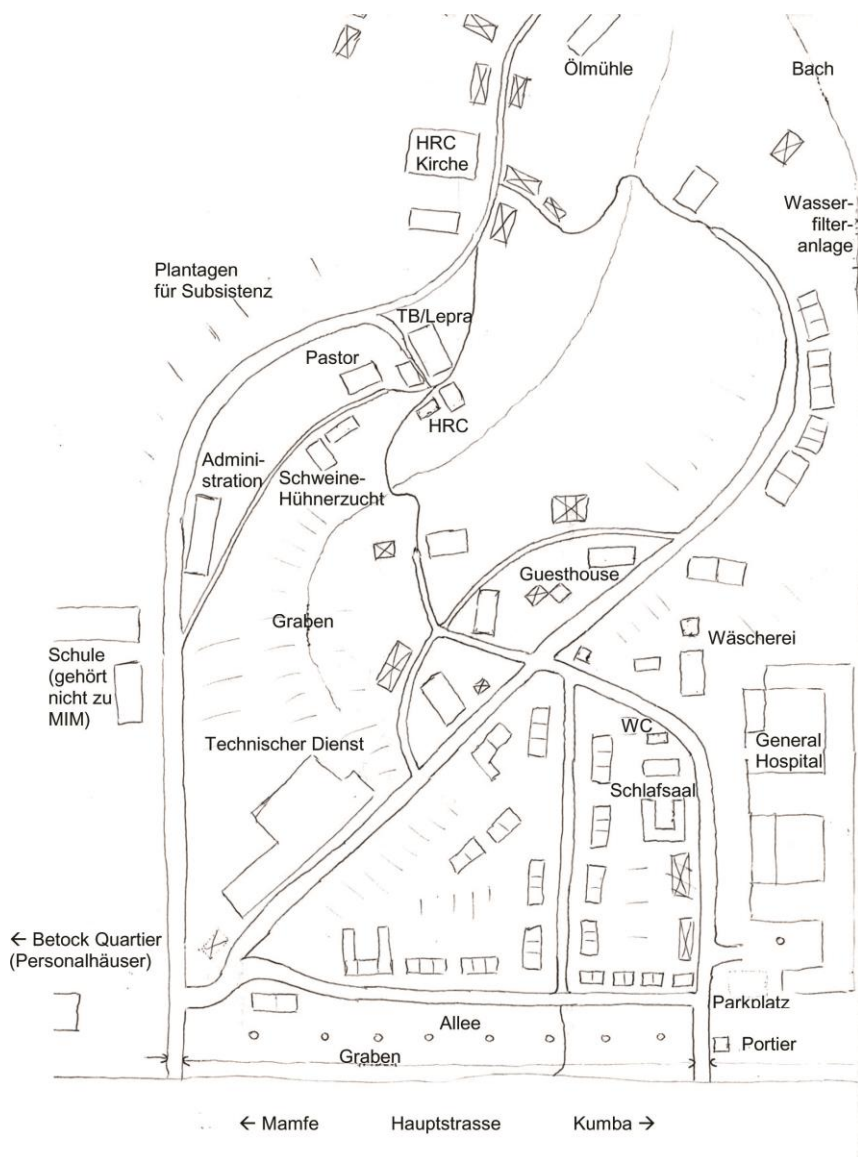 Ölmühle
Bach
HRC
Kirche
Wasser-
filter-
anlage
Plantagen
für Subsistenz
TB/Lepra
Pastor
HRC
Admini-
stration
Schweine-
Hühnerzucht
Guesthouse
Graben
Wäscherei
Schule
(gehört
nicht zu
MIM)
WC
General
Hospital
Technischer Dienst
Schlafsaal
← Betock Quartier
(Personalhäuser)
Parkplatz
Allee
Portier
Graben
← Mamfe
Hauptstrasse
Kumba →